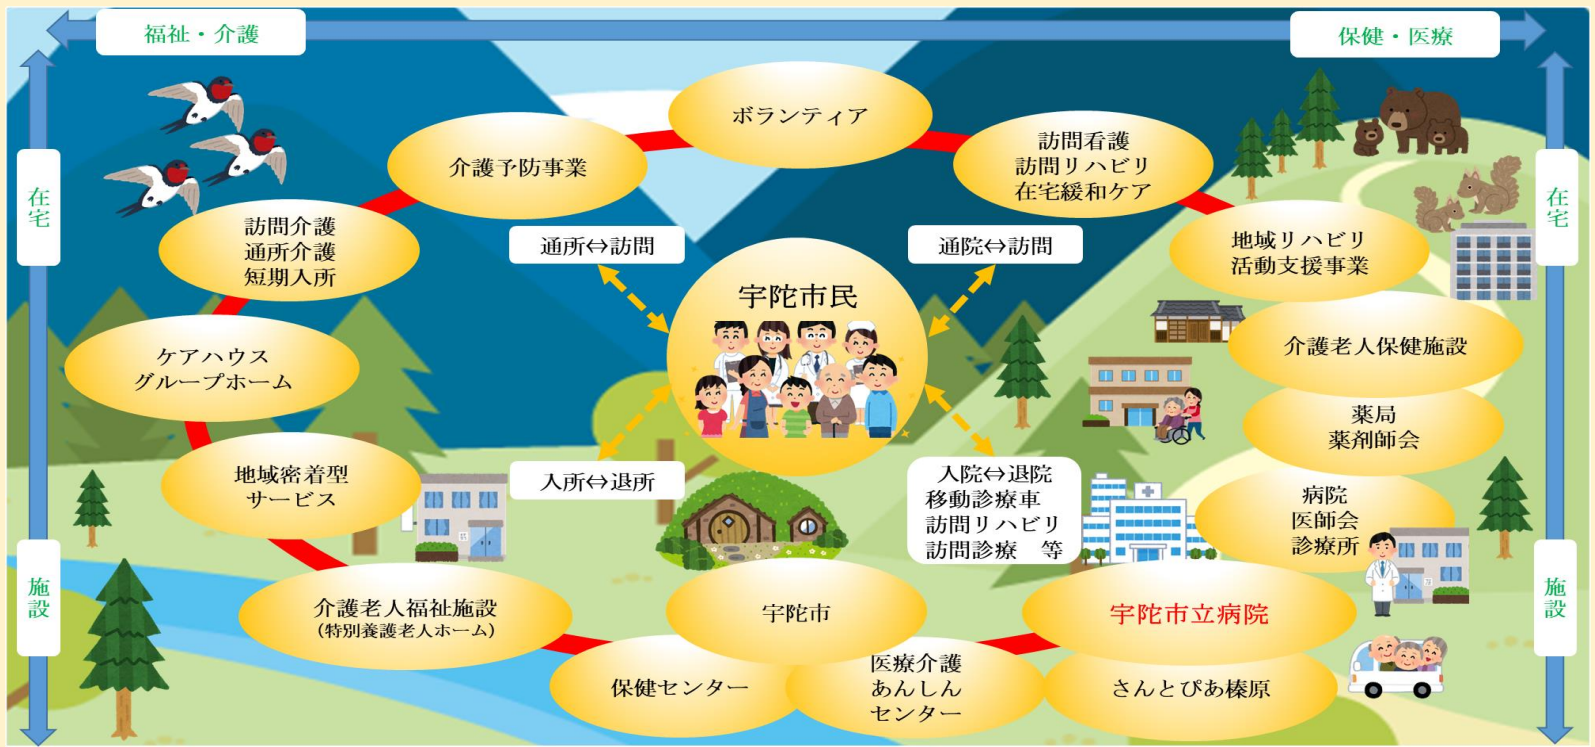 福祉・介護
保健・医療
在宅
施設
在宅
施設
ボランティア
介護予防事業
訪問看護
訪問リハビリ
在宅緩和ケア
訪問介護
通所介護
短期入所
通所⇔訪問
通院⇔訪問
地域リハビリ
活動支援事業
宇陀市民
ケアハウス
グループホーム
介護老人保健施設
薬局
薬剤師会
地域密着型
サービス
入所⇔退所
入院⇔退院
移動診療車
訪問リハビリ
訪問診療 等
病院
医師会
診療所
介護老人福祉施設
(特別養護老人ホーム)
宇陀市
宇陀市立病院
保健センター
医療介護
あんしん
センター
さんとぴあ榛原